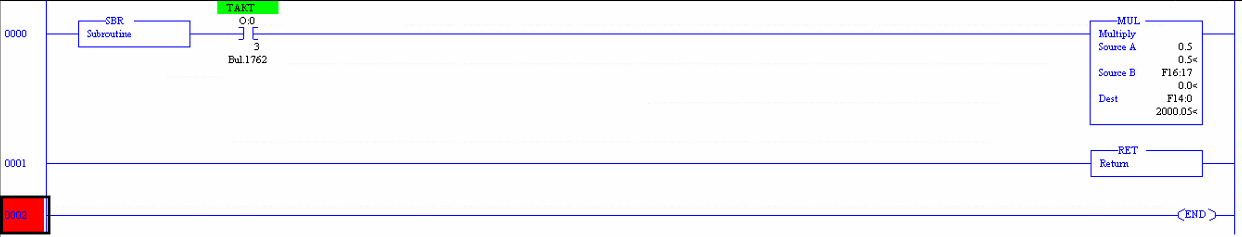 TAKT
SBR
0000
Subroutine
O:0
3
Bul.1762
MUL
Multiply
Source A 0.5
0.5<
Source B F16:17
0.0<
Dest F14:0
2000.05<
0001
RET
Return
0002
END